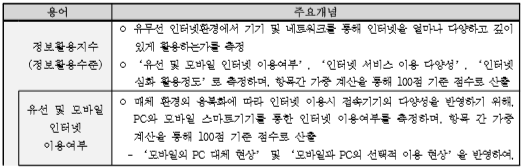 용어 주요개념
정보활용지수
(정보활용수준)
○ 유무선 인터넷환경에서 기기 및 네트워크를 통해 인터넷을 얼마나 다양하고 깊이
있게 활용하는가를 측정
○ ‘유선 및 모바일 인터넷 이용여부’, ‘인터넷 서비스 이용 다양성’, ‘인터넷
심화 활용정도’로 측정하며, 항목간 가중 계산을 통해 100점 기준 점수로 산출
유선 및 모바일
인터넷
이용여부
○ 매체 환경의 융복화에 따라 인터넷 이용시 접속기기의 다양성을 반영하기 위해,
PC와 모바일 스마트기기를 통한 인터넷 이용여부를 측정하며, 항목 간 가중
계산을 통해 100점 기준 점수로 산출
- ‘모바일의 PC 대체 현상’ 및 ‘모바일과 PC의 선택적 이용 현상’을 반영하여,